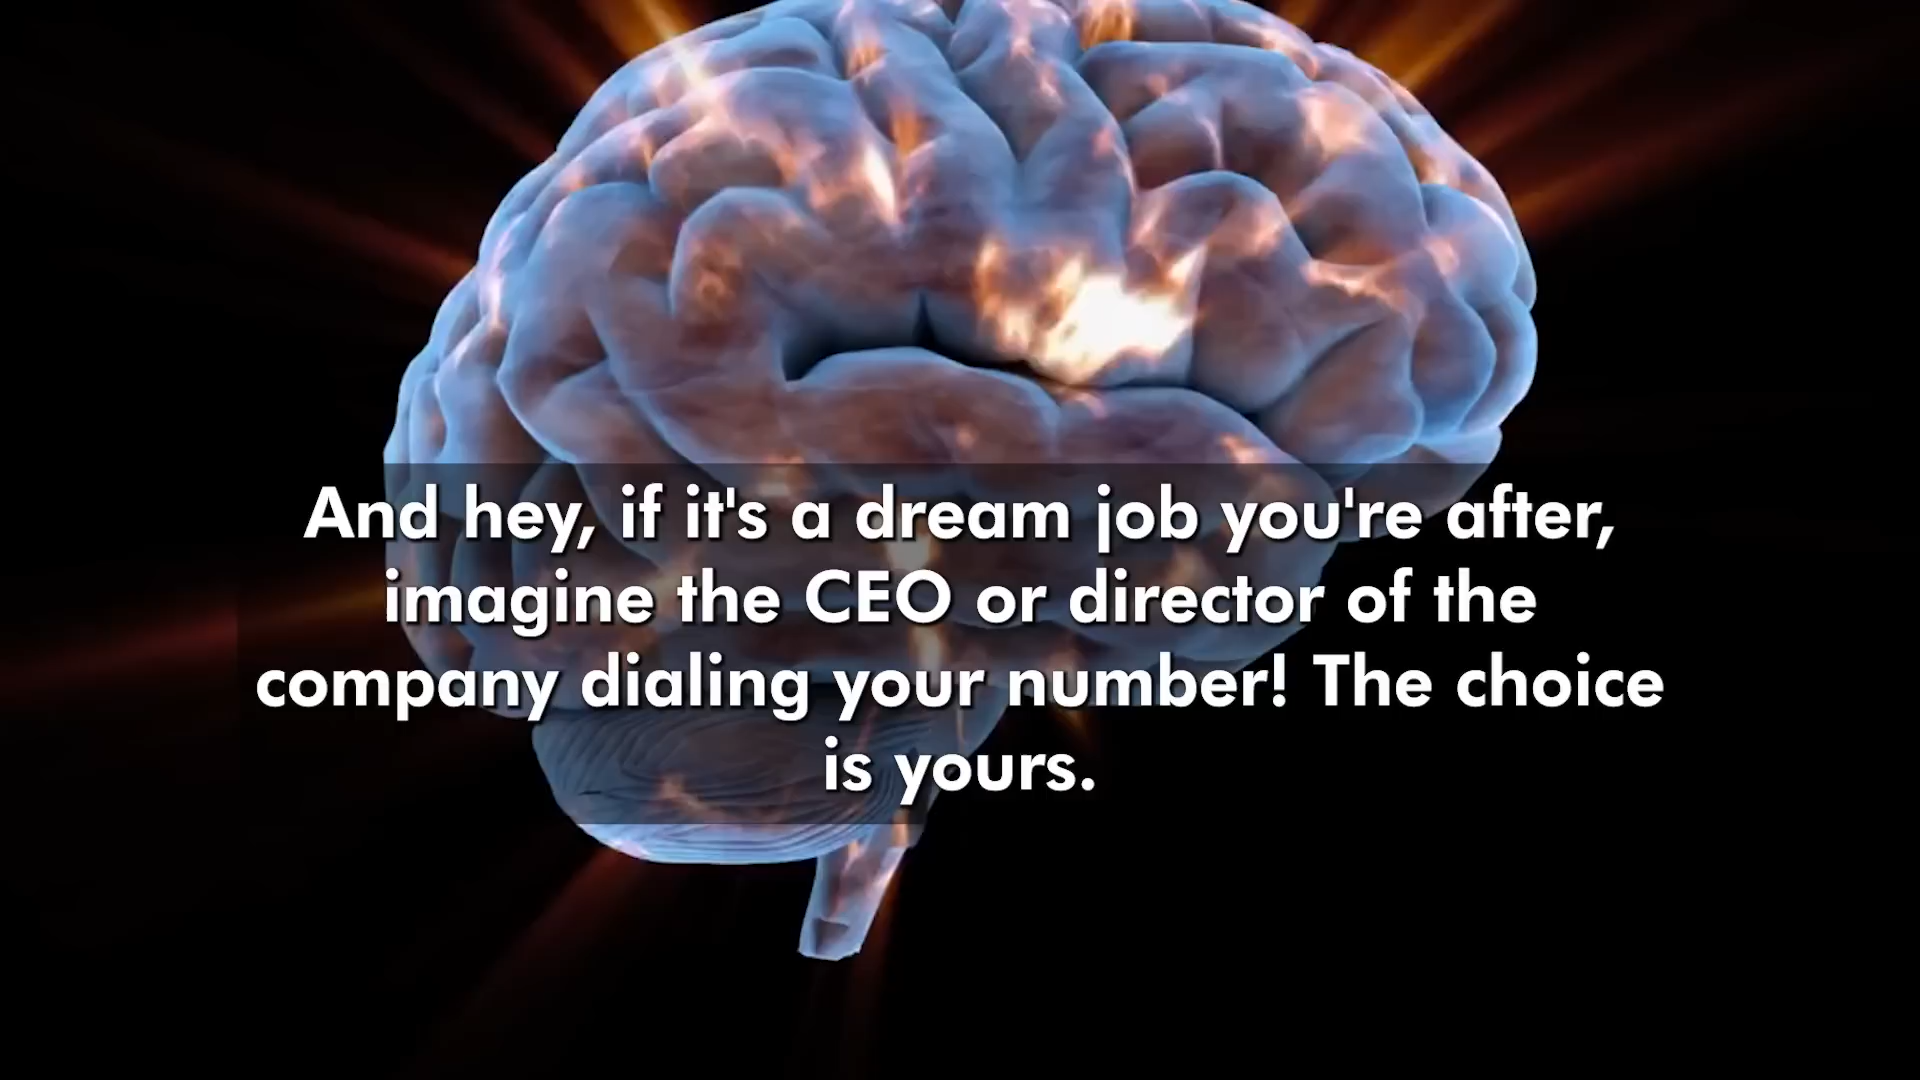 And hey, if it's a dream job you're after,
imagine the CEO or director of the
company dialing your number! The choice
is yours.